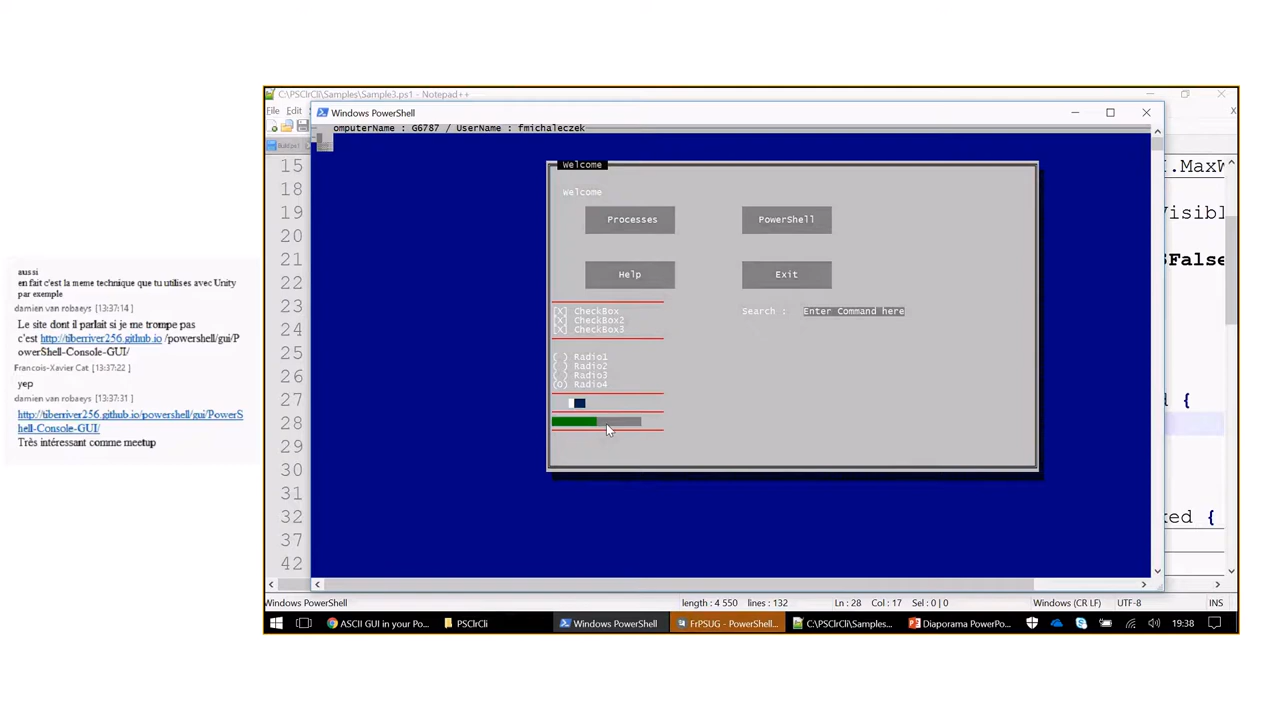 aussi
en fait c'est la meme technique que tu utilises avec Unity
par exemple
damien van robaeys [13:37:14]
Le site dont il parlait si je me trompe pas
c'est http://tiberriver256.github.io /powershell/gui/P
owerShell-Console-GUI/
Francois-Xavier Cat [13:37:22]
yep
damien van robaeys [13:37:31]
http://tiberriver256.github.io/powershell/gui/PowerS
hell-Console-GUI/
Très intéressant comme meetup
C:\PSClrCli\Samples\Sample3.ps1 - Notepad++
File Edit
Windows PowerShell
omputerName : G6787 / UserName : fmichaleczek
Build.ps1
15
18
19
20
21
22
23
24
25
26
27
28
29
30
31
32
37
42
Welcome
Welcome
Processes PowerShell
Help Exit
[X] CheckBox
[X] CheckBox2
[X] CheckBox3
Search : Enter Command here
( ) Radio1
( ) Radio2
( ) Radio3
(O) Radio4
.MaxW
Visibl
$False
{
ked {
Windows PowerShell length : 4 550 lines : 132 Ln : 28 Col : 17 Sel : 0 | 0 Windows (CR LF) UTF-8 INS
ASCII GUI in your Po... PSClrCli Windows PowerShell FrPSUG - PowerShell... C:\PSClrCli\Samples... Diaporama PowerPo... 19:38